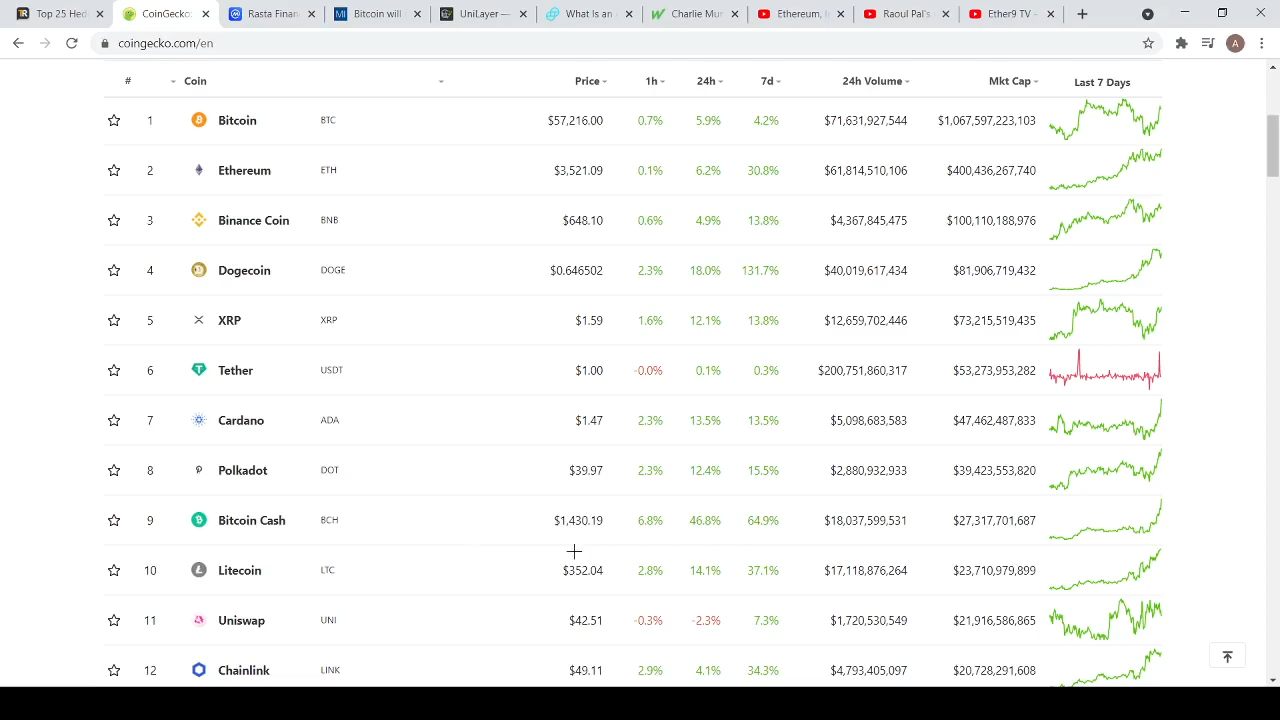 Top 25 Hed
CoinGecko
Rasta Finan
Bitcoin will
UniLayer —
What Is an
Charlie Mu
Ethereum,
Raoul Pal's
Ether9 TV
coingecko.com/en
A
# Coin Price 1h 24h 7d 24h Volume Mkt Cap Last 7 Days
1 Bitcoin BTC $57,216.00 0.7% 5.9% 4.2% $71,631,927,544 $1,067,597,223,103
2 Ethereum ETH $3,521.09 0.1% 6.2% 30.8% $61,814,510,106 $400,436,267,740
3 Binance Coin BNB $648.10 0.6% 4.9% 13.8% $4,367,845,475 $100,110,188,976
4 Dogecoin DOGE $0.646502 2.3% 18.0% 131.7% $40,019,617,434 $81,906,719,432
5 XRP XRP $1.59 1.6% 12.1% 13.8% $12,659,702,446 $73,215,519,435
6 Tether USDT $1.00 -0.0% 0.1% 0.3% $200,751,860,317 $53,273,953,282
7 Cardano ADA $1.47 2.3% 13.5% 13.5% $5,098,683,583 $47,462,487,833
8 Polkadot DOT $39.97 2.3% 12.4% 15.5% $2,880,932,933 $39,423,553,820
9 Bitcoin Cash BCH $1,430.19 6.8% 46.8% 64.9% $18,037,599,531 $27,317,701,687
10 Litecoin LTC $352.04 2.8% 14.1% 37.1% $17,118,876,264 $23,710,979,899
11 Uniswap UNI $42.51 -0.3% -2.3% 7.3% $1,720,530,549 $21,916,586,865
12 Chainlink LINK $49.11 2.9% 4.1% 34.3% $4,793,405,097 $20,728,291,608